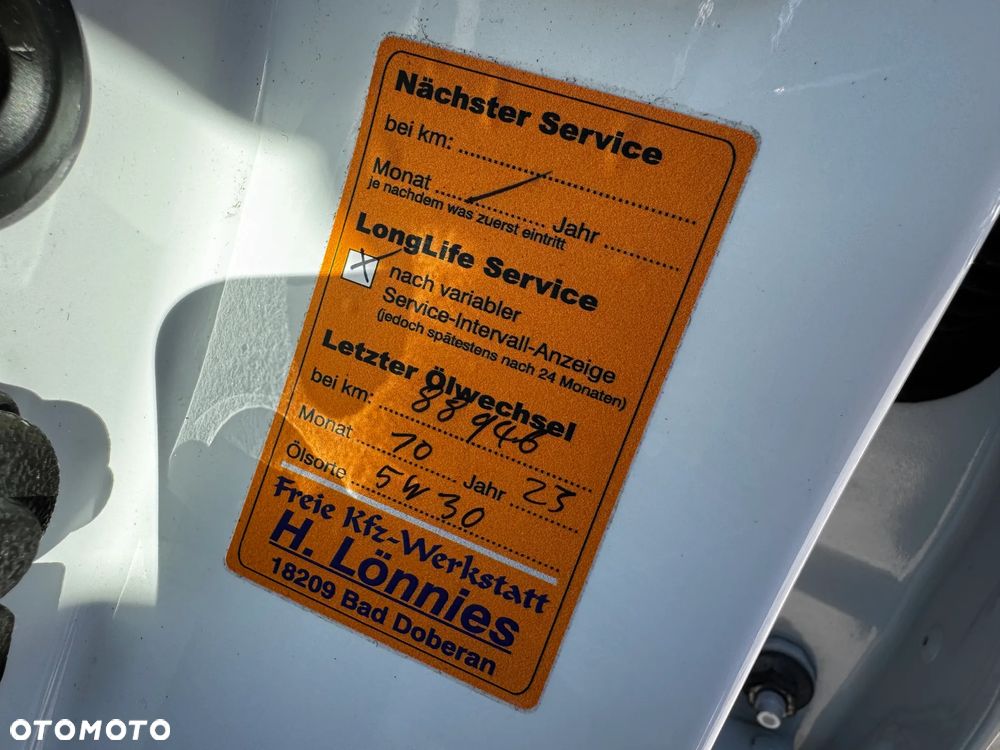 Nächster Service
bei km: ........................................
Monat .................... Jahr ..............
je nachdem was zuerst eintritt
LongLife Service
X nach variabler
Service-Intervall-Anzeige
(jedoch spätestens nach 24 Monaten)
Letzter Ölwechsel
bei km: 88946
Monat 10 Jahr 23
Ölsorte 5W30
Freie Kfz-Werkstatt
H. Lönnies
18209 Bad Doberan
OTOMOTO